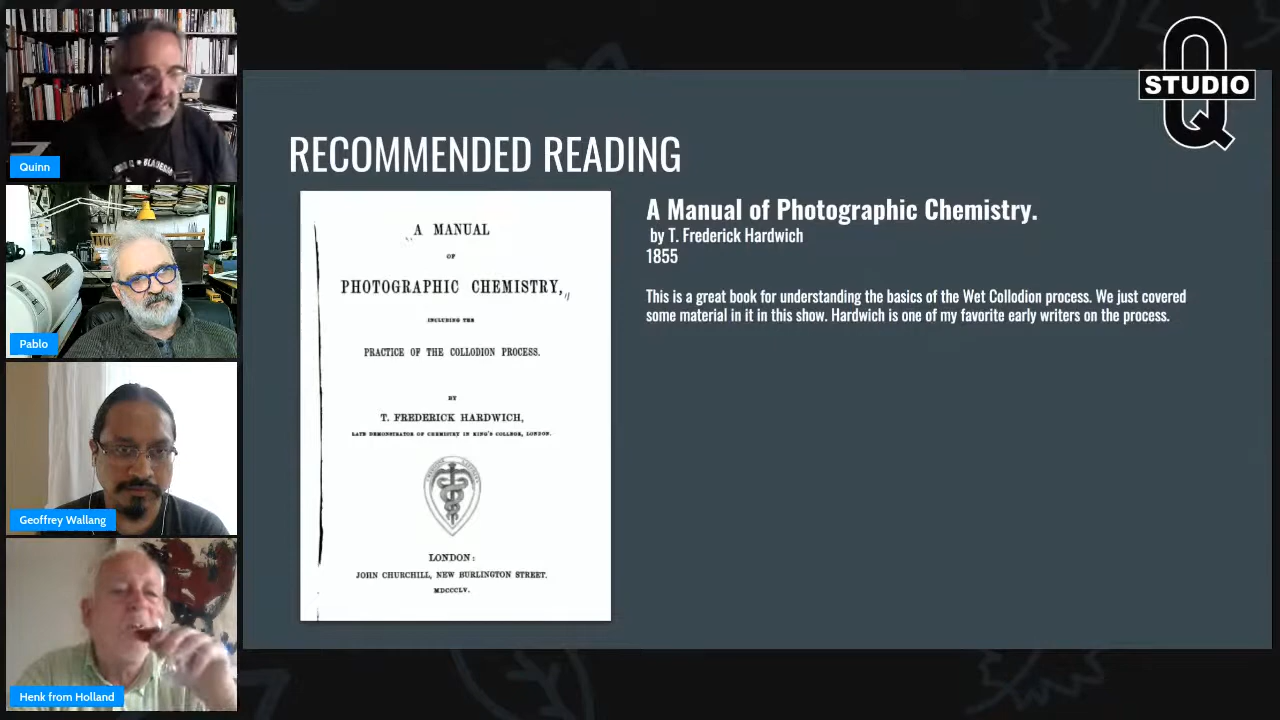 Quinn
Pablo
Geoffrey Wallang
Henk from Holland
STUDIO
Q
RECOMMENDED READING
A MANUAL
OF
PHOTOGRAPHIC CHEMISTRY,
INCLUDING THE
PRACTICE OF THE COLLODION PROCESS.
BY
T. FREDERICK HARDWICH,
LATE DEMONSTRATOR OF CHEMISTRY IN KING'S COLLEGE, LONDON.
LONDON:
JOHN CHURCHILL, NEW BURLINGTON STREET.
MDCCCLV.
A Manual of Photographic Chemistry.
by T. Frederick Hardwich
1855
This is a great book for understanding the basics of the Wet Collodion process. We just covered
some material in it in this show. Hardwich is one of my favorite early writers on the process.